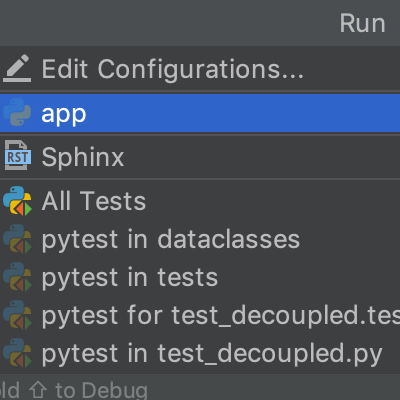 Run
Edit Configurations...
app
RST Sphinx
All Tests
pytest in dataclasses
pytest in tests
pytest for test_decoupled.tes
pytest in test_decoupled.py
old ⇧ to Debug